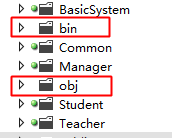 BasicSystem
bin
Common
Manager
obj
Student
Teacher